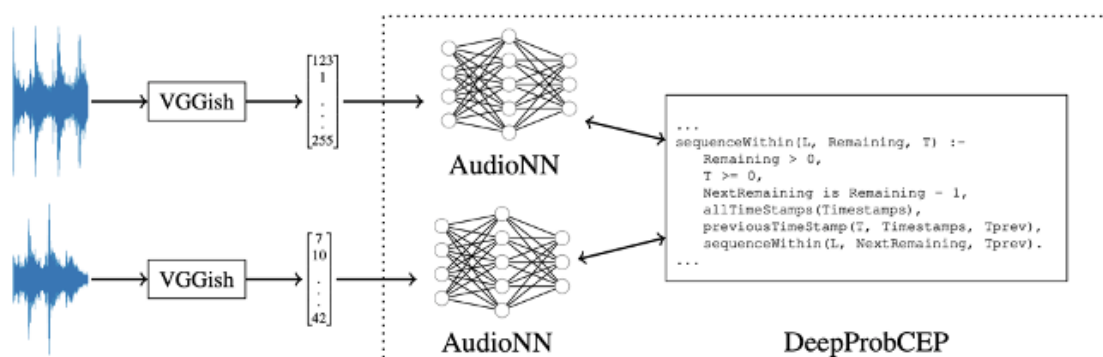 VGGish
123
1
.
.
.
255
AudioNN
...
sequenceWithin(L, Remaining, T) :-
Remaining > 0,
T >= 0,
NextRemaining is Remaining - 1,
allTimeStamps(Timestamps),
previousTimeStamp(T, Timestamps, Tprev),
sequenceWithin(L, NextRemaining, Tprev).
...
VGGish
7
10
.
.
.
42
AudioNN
DeepProbCEP